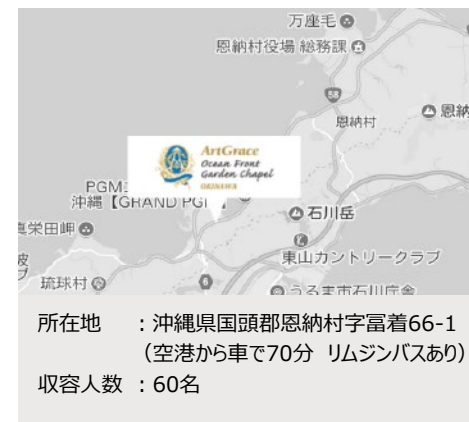 万座毛
恩納村役場 総務課
58
恩納村
恩納
ArtGrace
Ocean Front
Garden Chapel
OKINAWA
PGM
沖縄【GRAND PG
石川岳
真栄田岬
東山カントリークラブ
波
琉球村
6
うるま市石川庁舎
所在地 ：沖縄県国頭郡恩納村字冨着66-1
（空港から車で70分 リムジンバスあり）
収容人数 ：60名